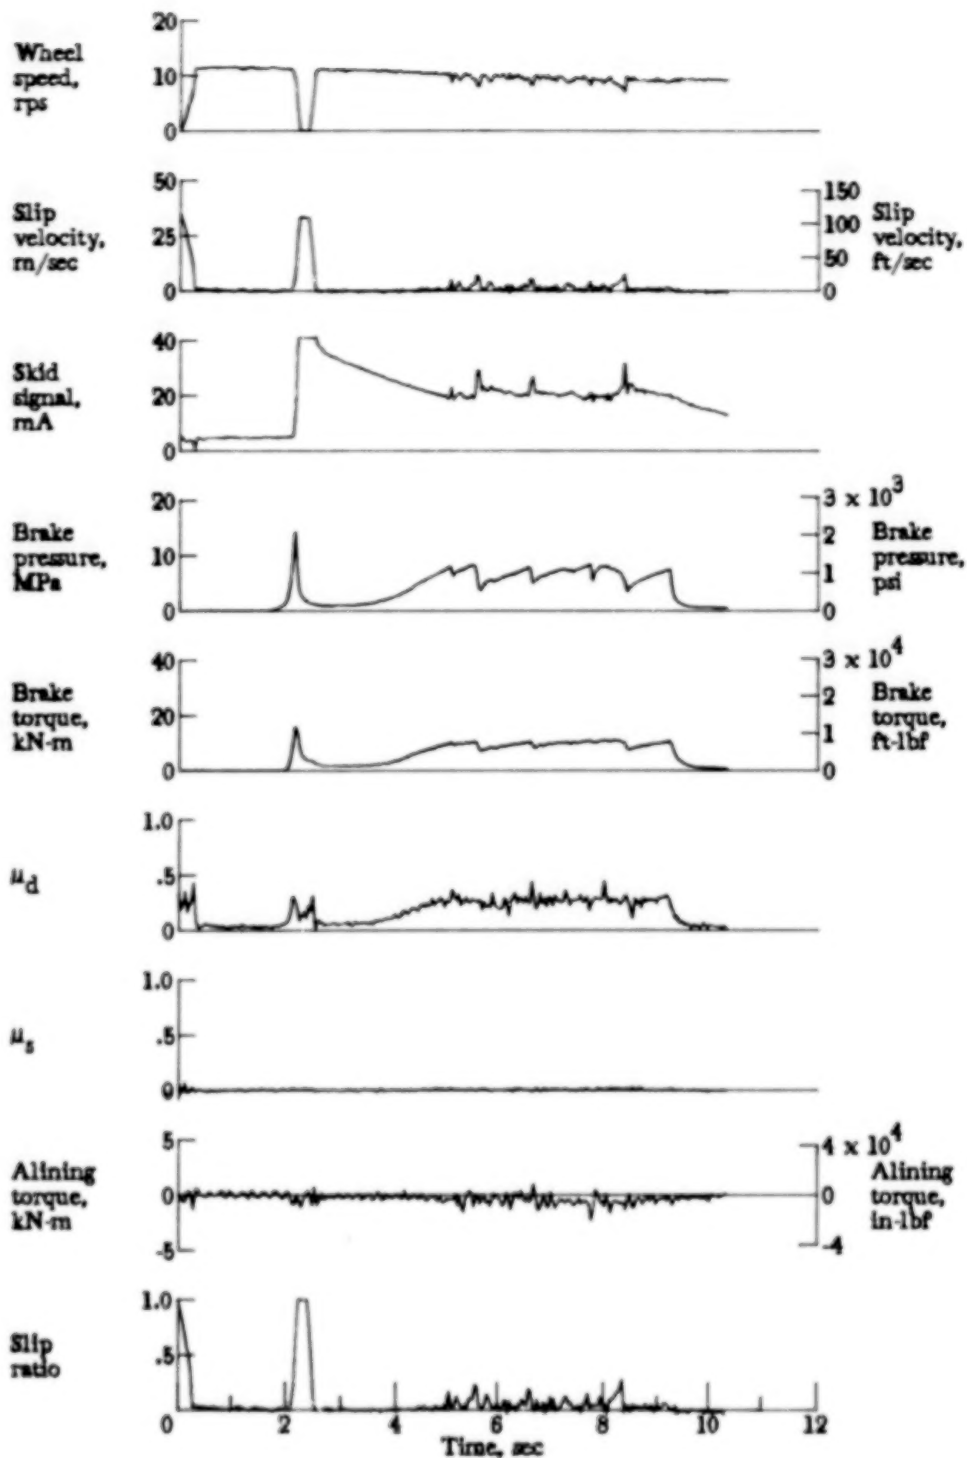 20
Wheel
speed,
rps
10
0
50
Slip
velocity,
m/sec
25
0
150
100
50
0
Slip
velocity,
ft/sec
40
Skid
signal,
mA
20
0
20
Brake
pressure,
MPa
10
0
3 x 10³
2
1
0
Brake
pressure,
psi
40
Brake
torque,
kN-m
20
0
3 x 10⁴
2
1
0
Brake
torque,
ft-lbf
1.0
μd
.5
0
1.0
μs
.5
0
5
Alining
torque,
kN-m
0
-5
4 x 10⁴
0
-4
Alining
torque,
in-lbf
1.0
Slip
ratio
.5
0 2 4 6 8 10 12
Time, sec